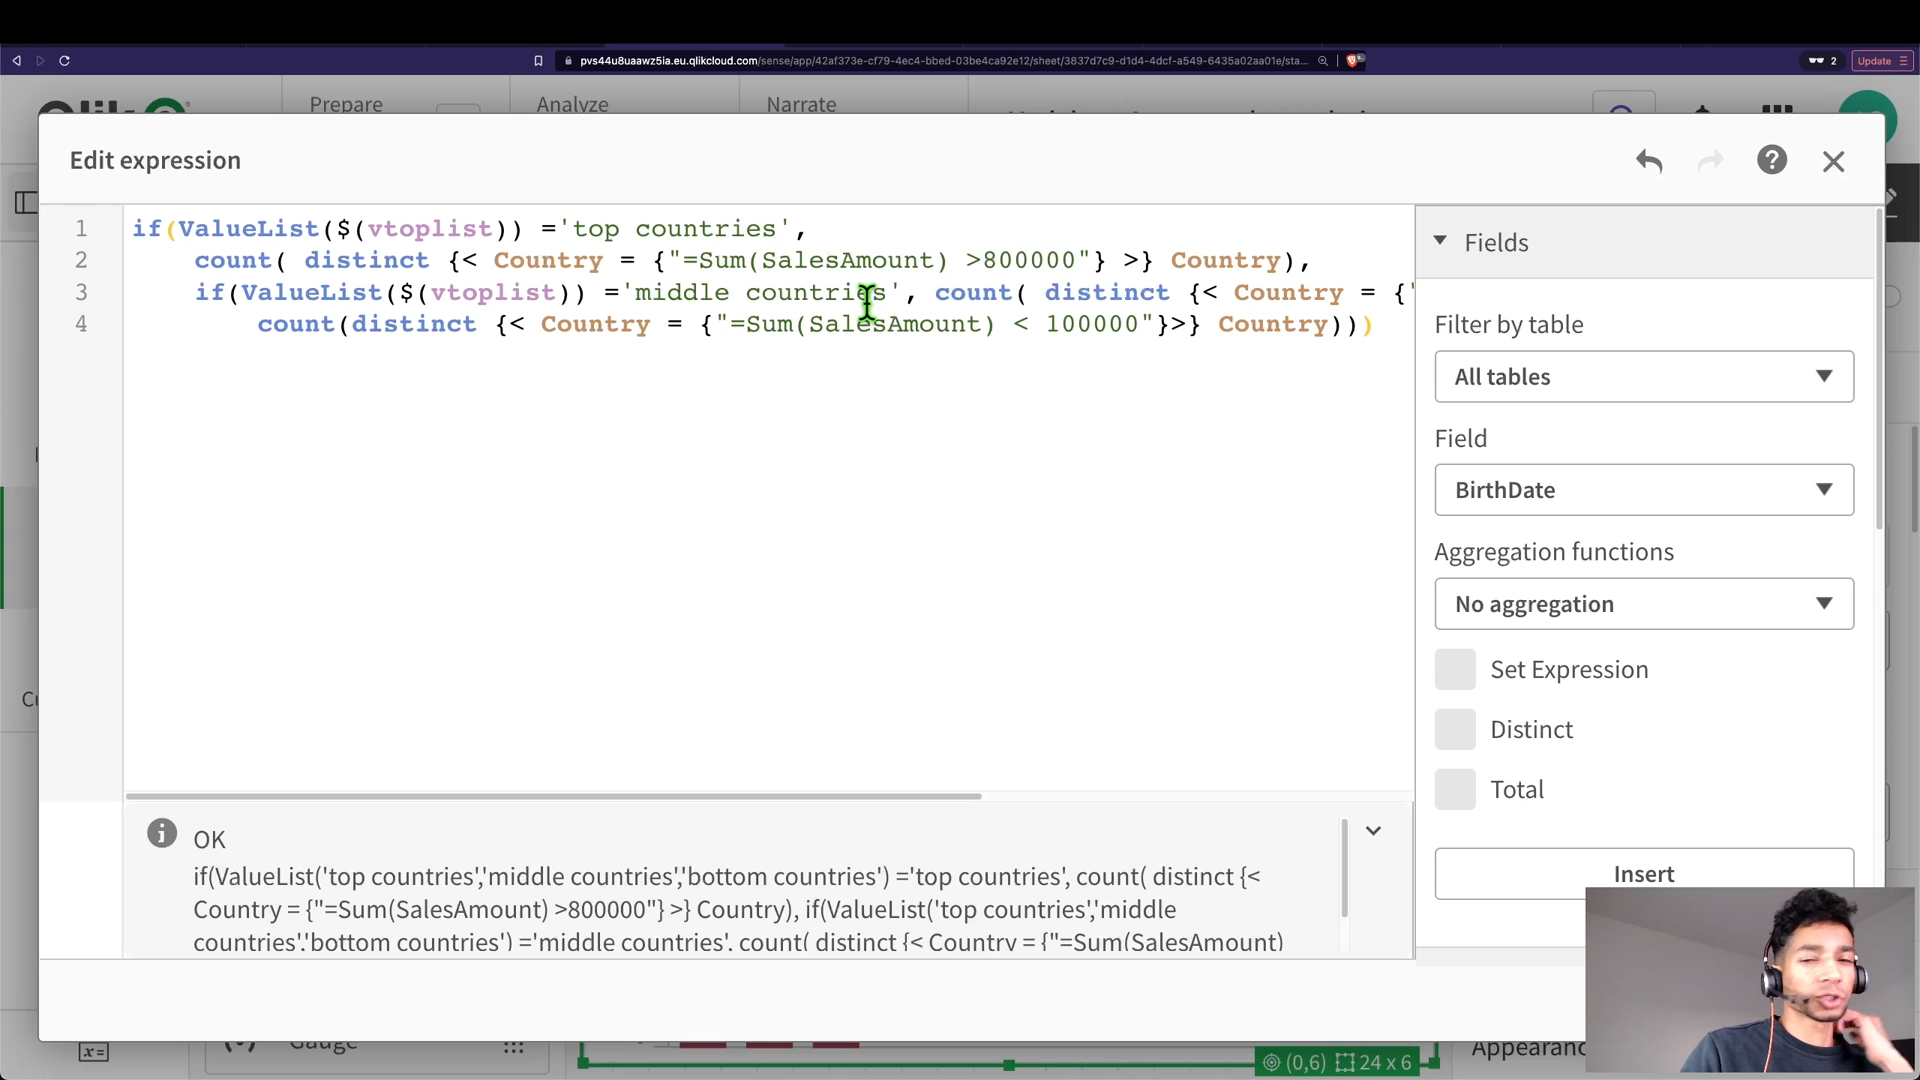 pvs44u8uaawz5ia.eu.qlikcloud.com/sense/app/42af373e-cf79-4ec4-bbed-03be4ca92e12/sheet/3837d7c9-d1d4-4dcf-a549-6435a02aa01e/sta...
2
Update
Prepare
Analyze
Narrate
Edit expression
1 if(ValueList($(vtoplist)) ='top countries',
2 count( distinct {< Country = {"=Sum(SalesAmount) >800000"} >} Country),
3 if(ValueList($(vtoplist)) ='middle countries', count( distinct {< Country = {"
4 count(distinct {< Country = {"=Sum(SalesAmount) < 100000"}>} Country)))
Fields
Filter by table
All tables
Field
BirthDate
Aggregation functions
No aggregation
Set Expression
Distinct
Total
Insert
OK
if(ValueList('top countries','middle countries','bottom countries') ='top countries', count( distinct {<
Country = {"=Sum(SalesAmount) >800000"} >} Country), if(ValueList('top countries','middle
countries','bottom countries') ='middle countries', count( distinct {< Country = {"=Sum(SalesAmount)
x=
Gauge
(0,6) 24 x 6
Appearanc